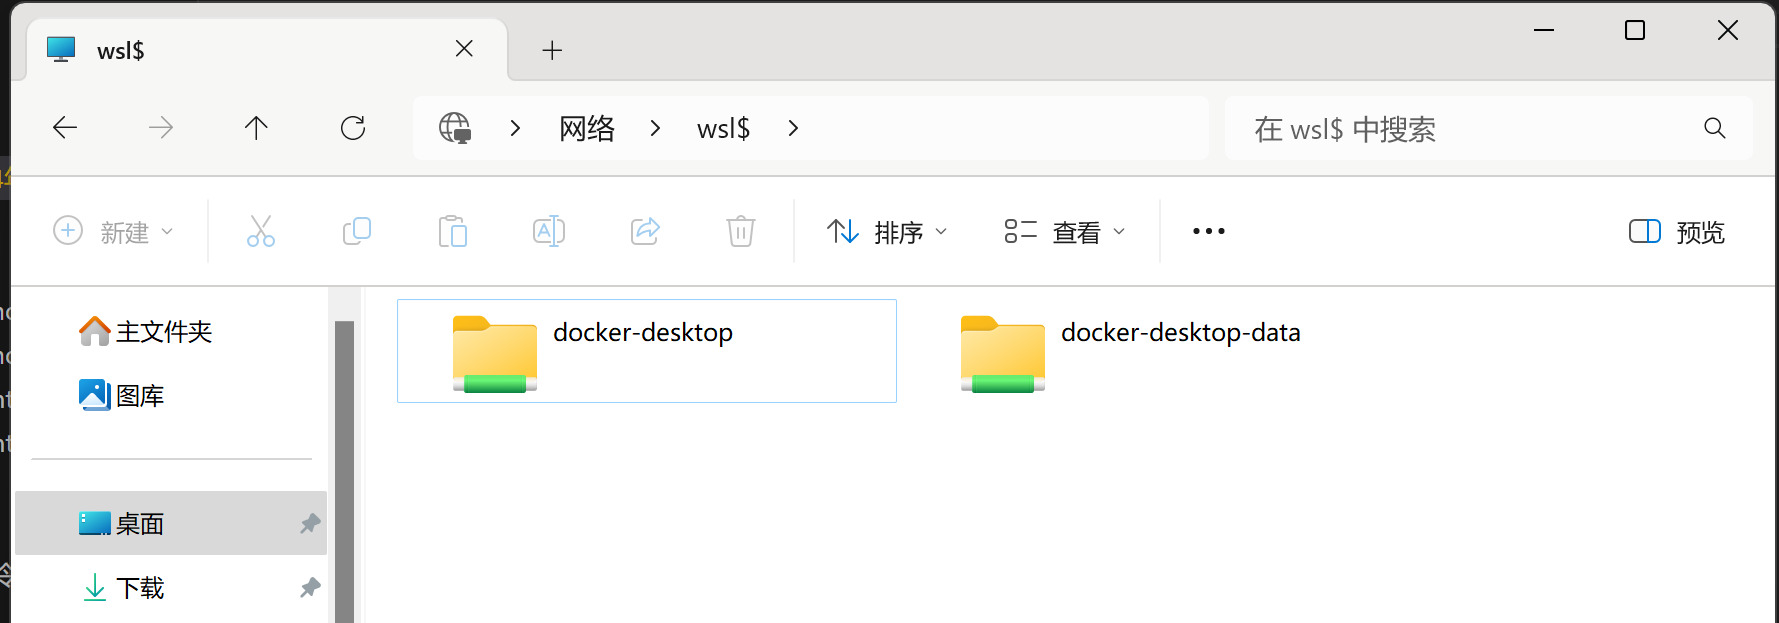 wsl$
网络 wsl$ 在 wsl$ 中搜索
新建 排序 查看 预览
主文件夹
图库
桌面
下载
docker-desktop docker-desktop-data